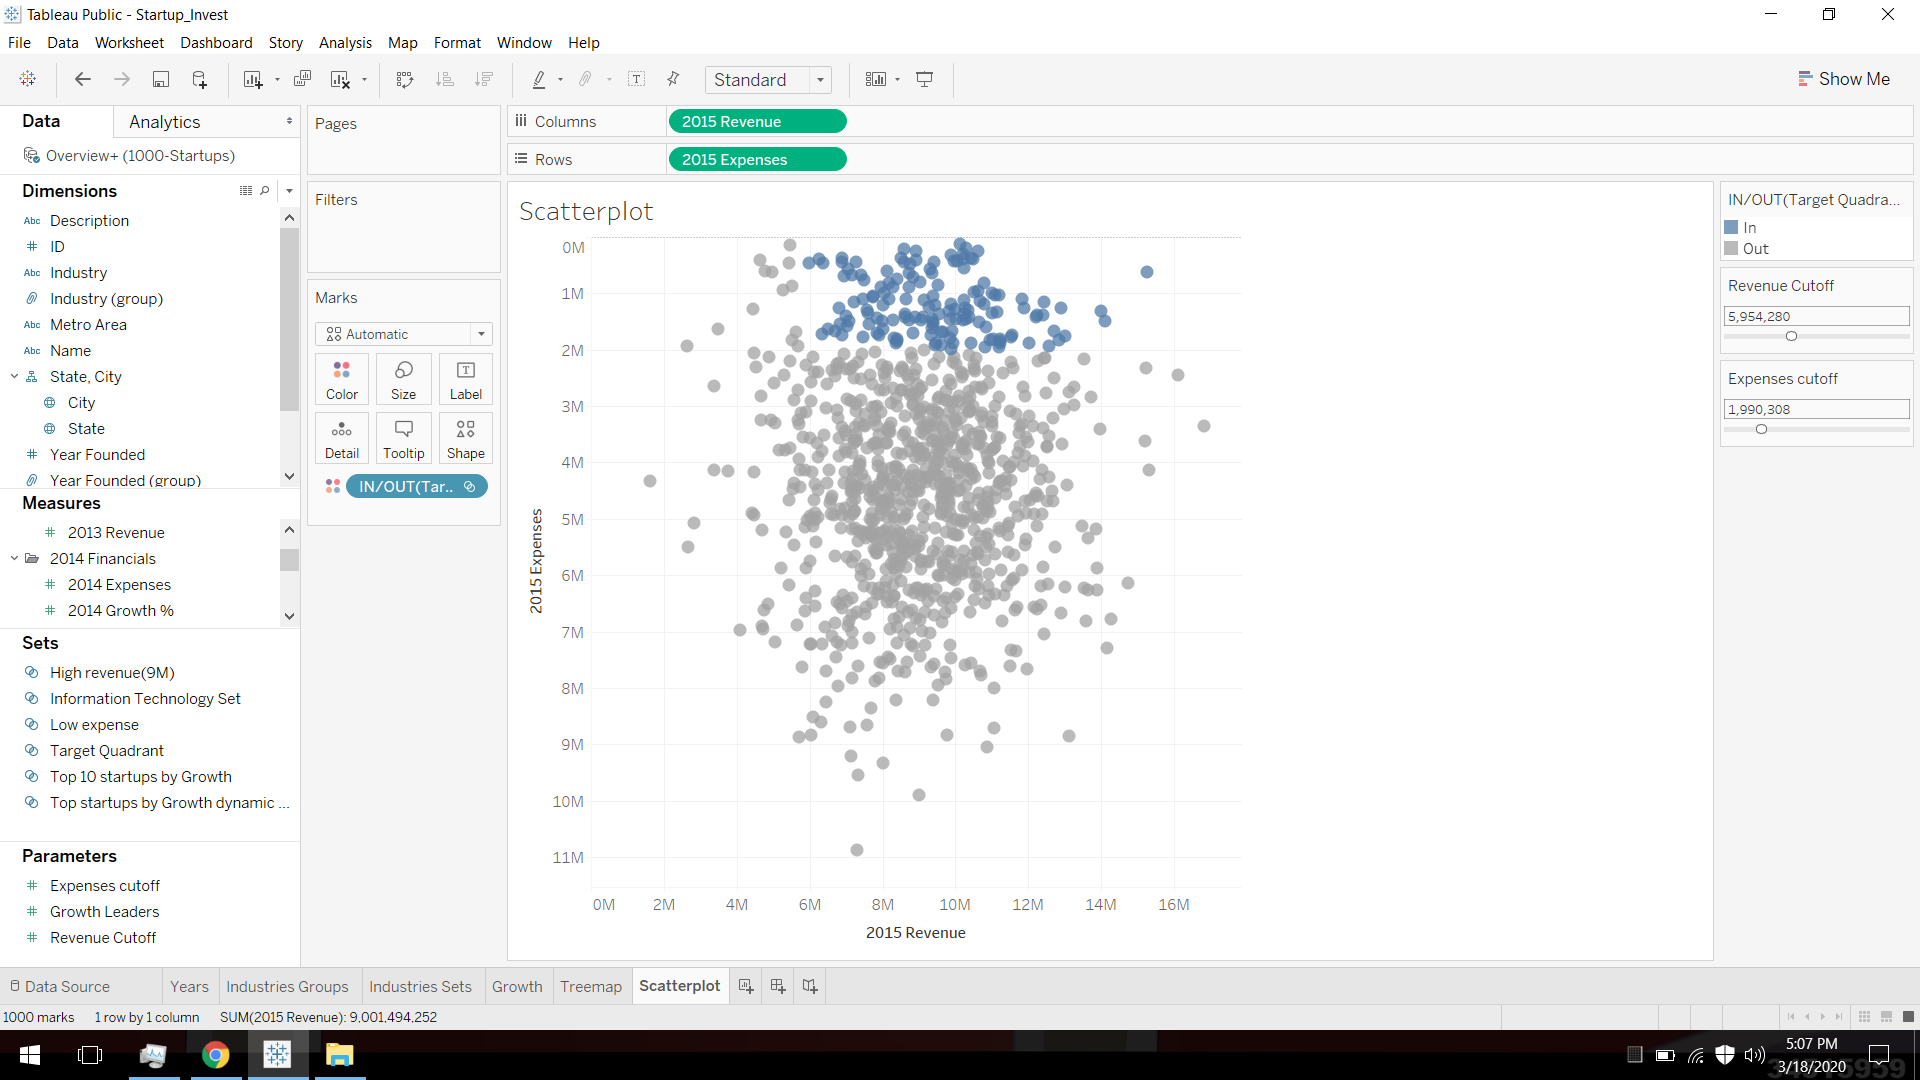 Tableau Public - Startup_Invest
File Data Worksheet Dashboard Story Analysis Map Format Window Help
Standard
Show Me
Data Analytics
Overview+ (1000-Startups)
Dimensions
Abc Description
ID
Abc Industry
Industry (group)
Abc Metro Area
Abc Name
State, City
City
State
Year Founded
Year Founded (group)
Measures
2013 Revenue
2014 Financials
2014 Expenses
2014 Growth %
Sets
High revenue(9M)
Information Technology Set
Low expense
Target Quadrant
Top 10 startups by Growth
Top startups by Growth dynamic ...
Parameters
Expenses cutoff
Growth Leaders
Revenue Cutoff
Pages
Filters
Marks
Automatic
Color Size Label
Detail Tooltip Shape
IN/OUT(Tar..
Columns 2015 Revenue
Rows 2015 Expenses
Scatterplot
0M
1M
2M
3M
4M
5M
6M
7M
8M
9M
10M
11M
2015 Expenses
0M 2M 4M 6M 8M 10M 12M 14M 16M
2015 Revenue
IN/OUT(Target Quadra...
In
Out
Revenue Cutoff
5,954,280
Expenses cutoff
1,990,308
Data Source Years Industries Groups Industries Sets Growth Treemap Scatterplot
1000 marks 1 row by 1 column SUM(2015 Revenue): 9,001,494,252
5:07 PM
3/18/2020